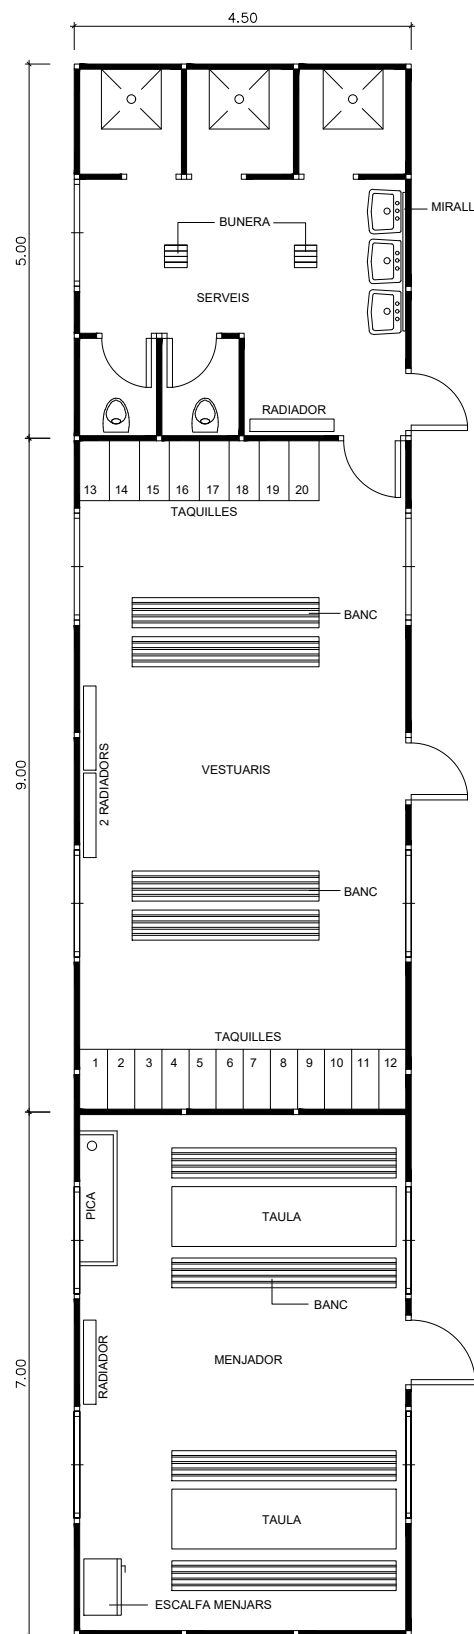 4.50
MIRALL
BUNERA
5.00
SERVEIS
RADIADOR
13 14 15 16 17 18 19 20
TAQUILLES
BANC
9.00
2 RADIADORS
VESTUARIS
BANC
TAQUILLES
1 2 3 4 5 6 7 8 9 10 11 12
PICA
TAULA
BANC
7.00
RADIADOR
MENJADOR
TAULA
ESCALFA MENJARS